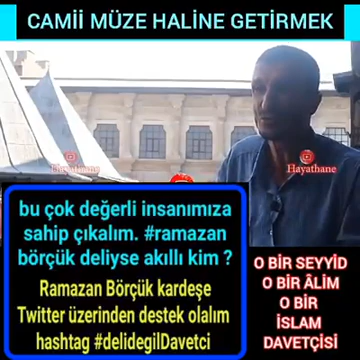 CAMİİ MÜZE HALİNE GETİRMEK
Hayathane
Hayathane
bu çok değerli insanımıza
sahip çıkalım. #ramazan
börçük deliyse akıllı kim ?
Ramazan Börçük kardeşe
Twitter üzerinden destek olalım
hashtag #delidegilDavetci
O BİR SEYYİD
O BİR ÂLİM
O BİR
İSLAM
DAVETÇİSİ